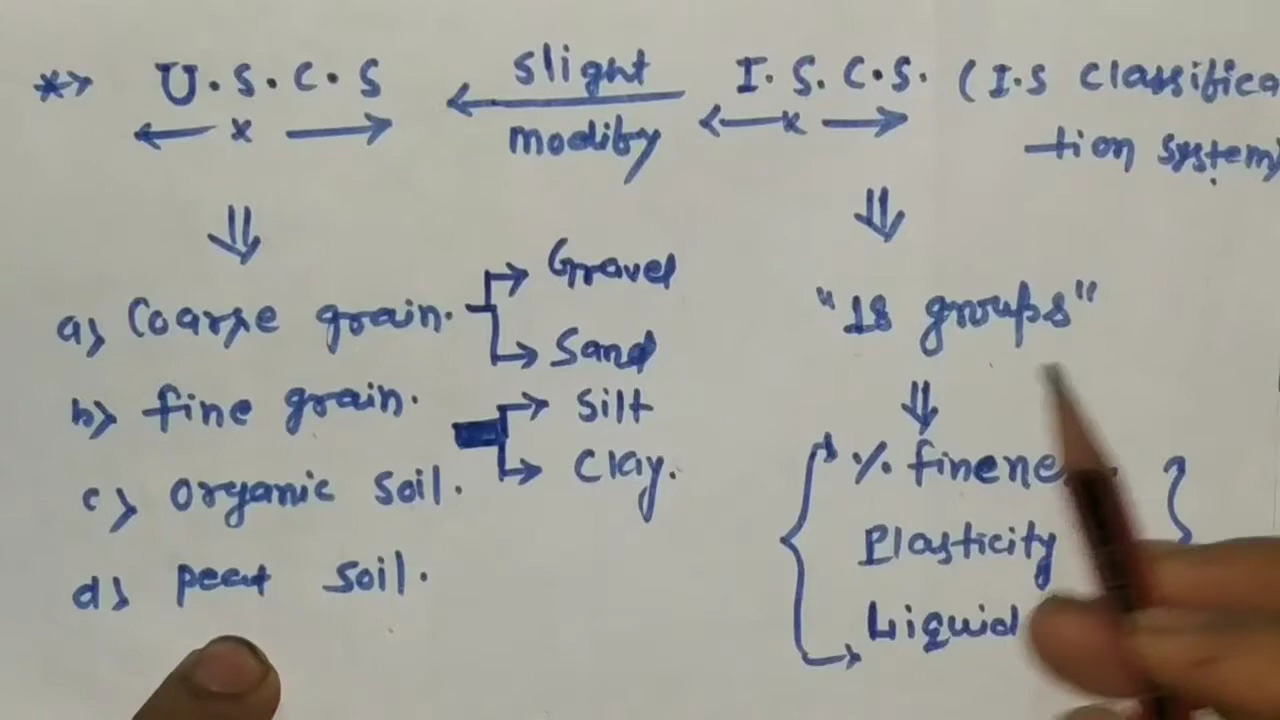 *→ U.S.C.S
slight
modify
I.S.C.S. (I.S Classifica
-tion system)
a) Coarse grain.
Gravel
Sand
b) fine grain.
Silt
Clay.
c) organic soil.
d) peat soil.
"18 groups"
% finene
Plasticity
Liquid